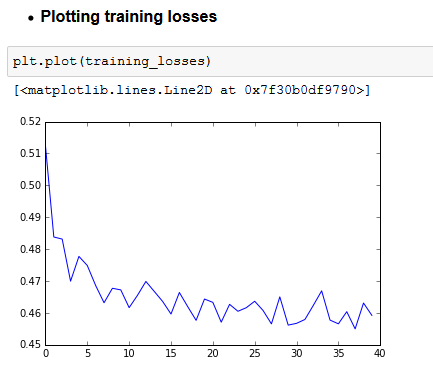 • Plotting training losses
plt.plot(training_losses)
[<matplotlib.lines.Line2D at 0x7f30b0df9790>]
0.52
0.51
0.50
0.49
0.48
0.47
0.46
0.45
0 5 10 15 20 25 30 35 40